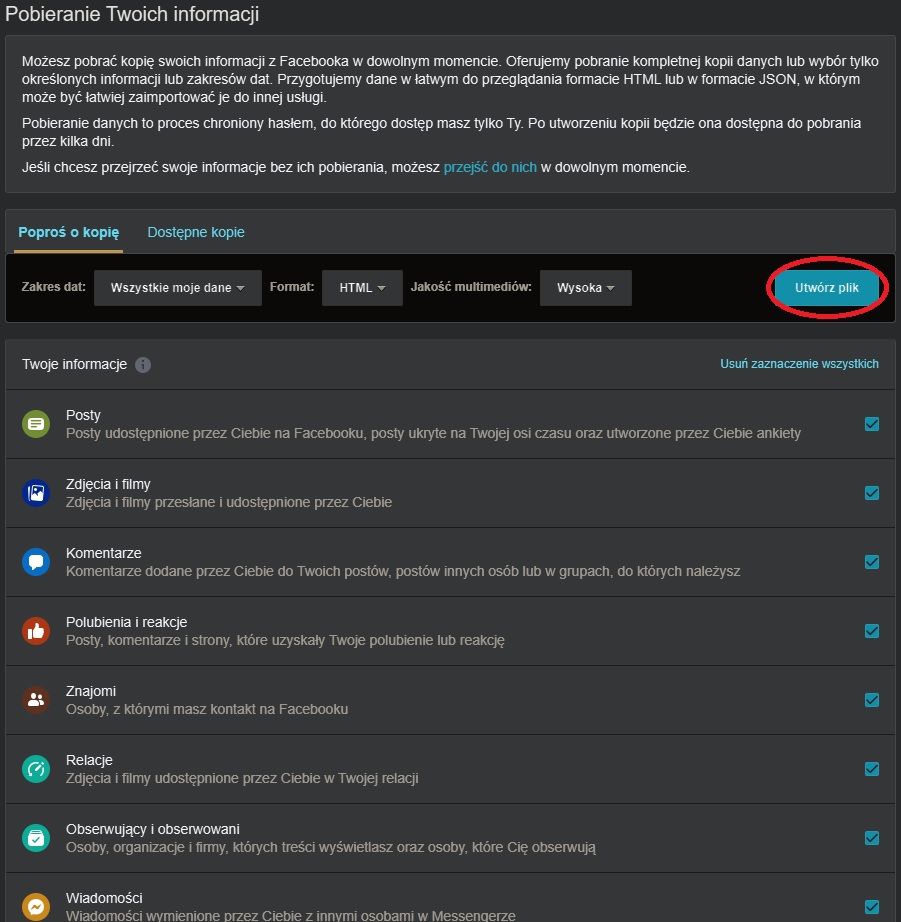 Pobieranie Twoich informacji
Możesz pobrać kopię swoich informacji z Facebooka w dowolnym momencie. Oferujemy pobranie kompletnej kopii danych lub wybór tylko
określonych informacji lub zakresów dat. Przygotujemy dane w łatwym do przeglądania formacie HTML lub w formacie JSON, w którym
może być łatwiej zaimportować je do innej usługi.
Pobieranie danych to proces chroniony hasłem, do którego dostęp masz tylko Ty. Po utworzeniu kopii będzie ona dostępna do pobrania
przez kilka dni.
Jeśli chcesz przejrzeć swoje informacje bez ich pobierania, możesz przejść do nich w dowolnym momencie.
Poproś o kopię Dostępne kopie
Zakres dat: Wszystkie moje dane Format: HTML Jakość multimediów: Wysoka Utwórz plik
Twoje informacje Usuń zaznaczenie wszystkich
Posty
Posty udostępnione przez Ciebie na Facebooku, posty ukryte na Twojej osi czasu oraz utworzone przez Ciebie ankiety
Zdjęcia i filmy
Zdjęcia i filmy przesłane i udostępnione przez Ciebie
Komentarze
Komentarze dodane przez Ciebie do Twoich postów, postów innych osób lub w grupach, do których należysz
Polubienia i reakcje
Posty, komentarze i strony, które uzyskały Twoje polubienie lub reakcję
Znajomi
Osoby, z którymi masz kontakt na Facebooku
Relacje
Zdjęcia i filmy udostępnione przez Ciebie w Twojej relacji
Obserwujący i obserwowani
Osoby, organizacje i firmy, których treści wyświetlasz oraz osoby, które Cię obserwują
Wiadomości
Wiadomości wymienione przez Ciebie z innymi osobami w Messengerze